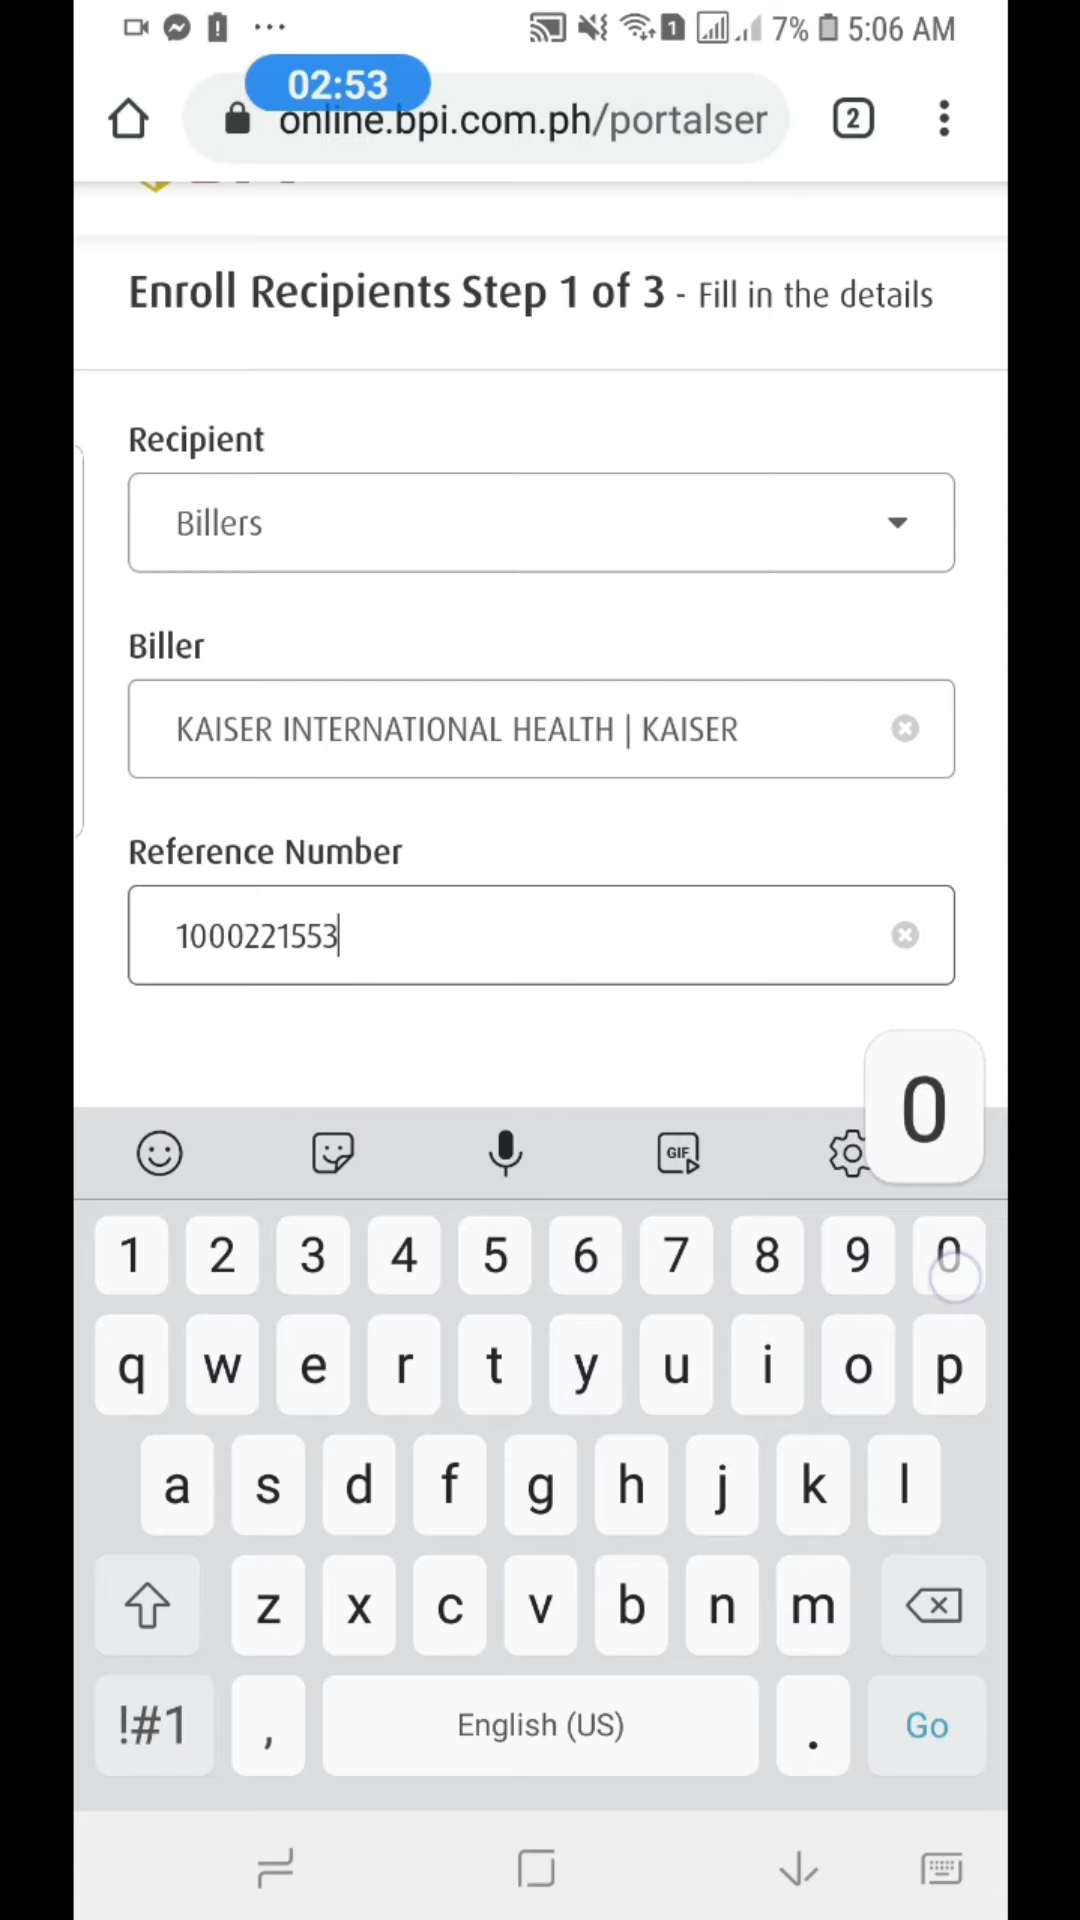 7% 5:06 AM
02:53
online.bpi.com.ph/portalser
2
Enroll Recipients Step 1 of 3 - Fill in the details
Recipient
Billers
Biller
KAISER INTERNATIONAL HEALTH | KAISER
Reference Number
1000221553
0
GIF
1 2 3 4 5 6 7 8 9 0
q w e r t y u i o p
a s d f g h j k l
z x c v b n m
!#1 , English (US) . Go